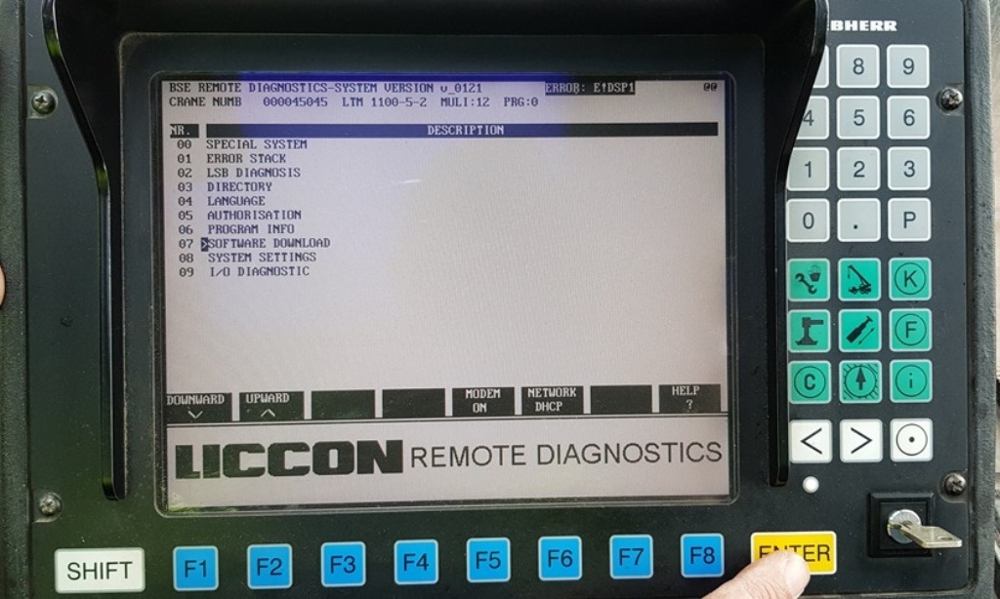 BSE REMOTE DIAGNOSTICS-SYSTEM VERSION v_0121 ERROR: E!DSP1
CRANE NUMB 000045045 LTM 1100-5-2 MULI:12 PRG:0
NR. DESCRIPTION
00 SPECIAL SYSTEM
01 ERROR STACK
02 LSB DIAGNOSIS
03 DIRECTORY
04 LANGUAGE
05 AUTHORISATION
06 PROGRAM INFO
07 >SOFTWARE DOWNLOAD
08 SYSTEM SETTINGS
09 I/O DIAGNOSTIC
DOWNWARD UPWARD MODEM ON NETWORK DHCP HELP ?
LICCON REMOTE DIAGNOSTICS
BHERR
8 9
4 5 6
1 2 3
0 . P
K
F
C i
< >
SHIFT F1 F2 F3 F4 F5 F6 F7 F8 ENTER